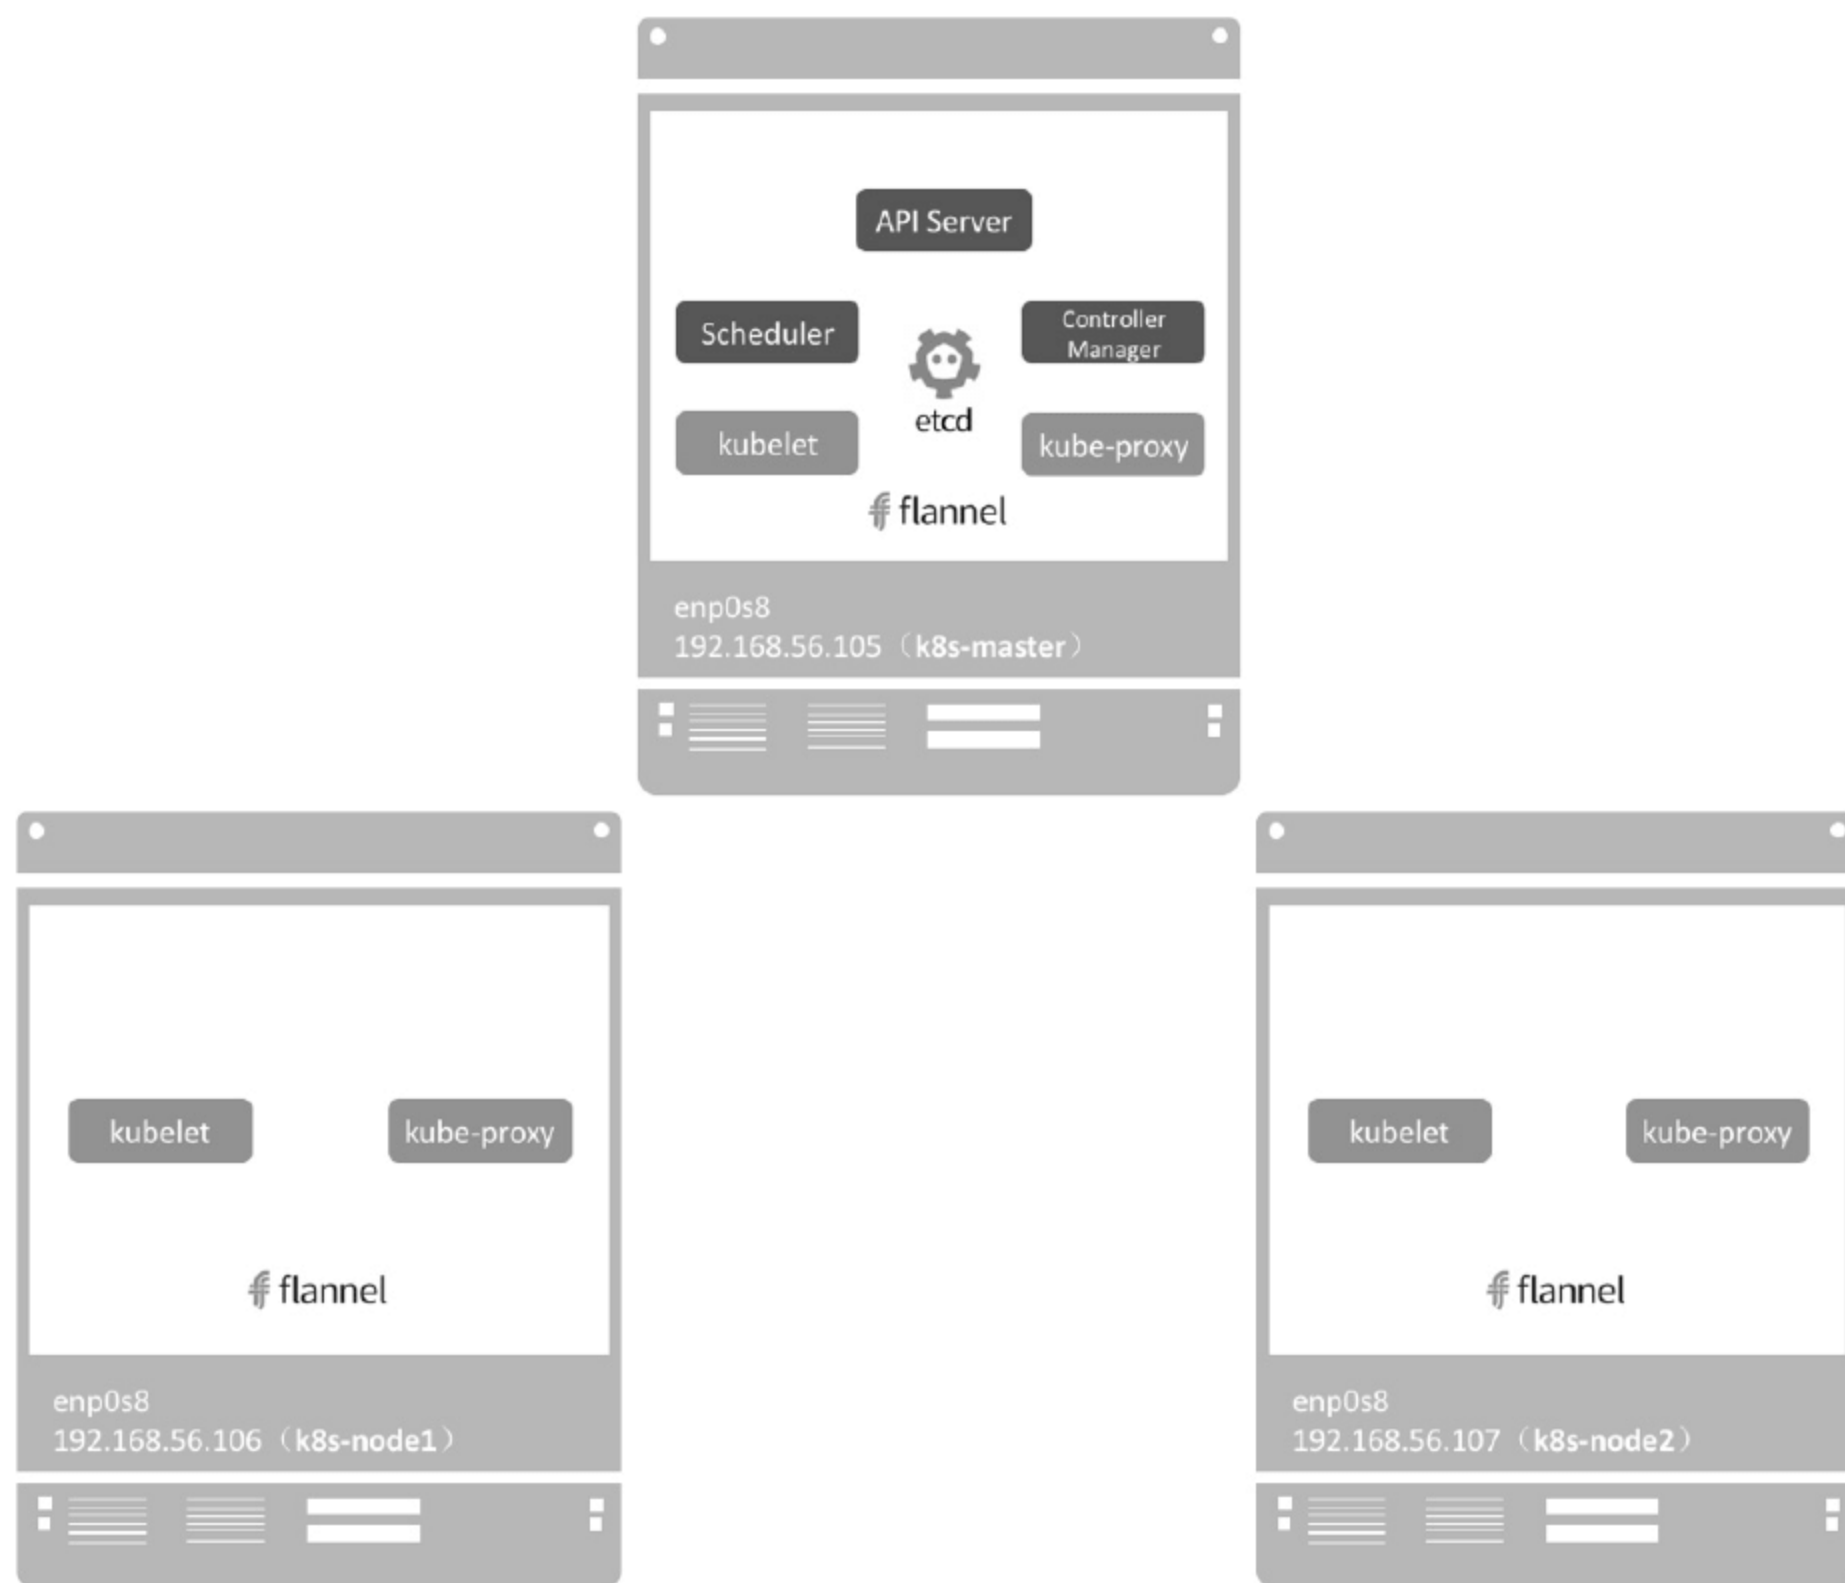 API Server
Scheduler
Controller
Manager
etcd
kubelet
kube-proxy
flannel
enp0s8
192.168.56.105（k8s-master）
kubelet
kube-proxy
flannel
enp0s8
192.168.56.106（k8s-node1）
kubelet
kube-proxy
flannel
enp0s8
192.168.56.107（k8s-node2）